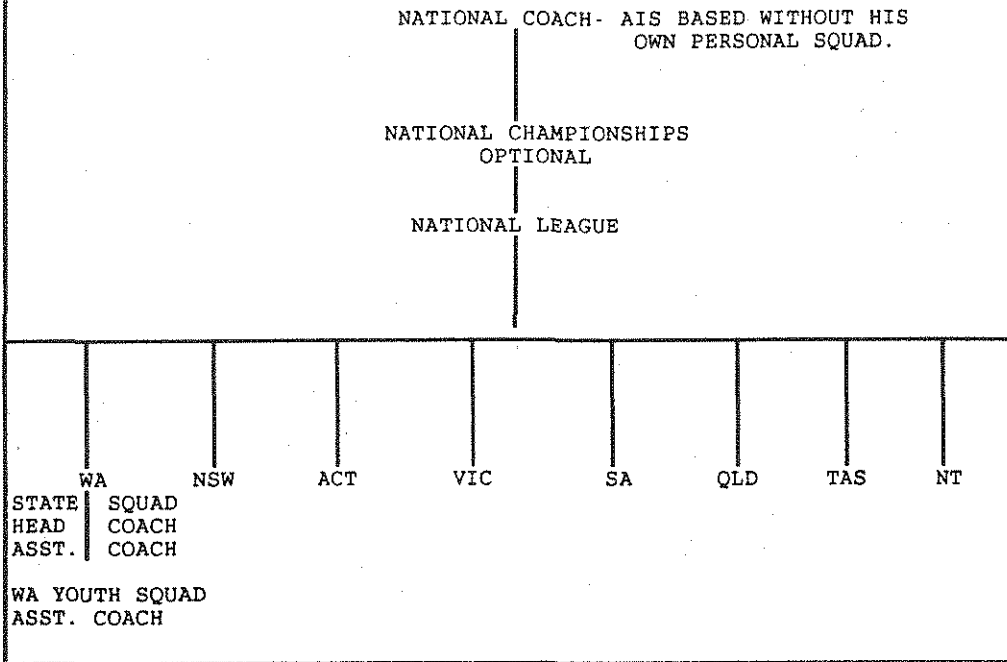 NATIONAL COACH- AIS BASED WITHOUT HIS
OWN PERSONAL SQUAD.
NATIONAL CHAMPIONSHIPS
OPTIONAL
NATIONAL LEAGUE
WA NSW ACT VIC SA QLD TAS NT
STATE SQUAD
HEAD COACH
ASST. COACH
WA YOUTH SQUAD
ASST. COACH